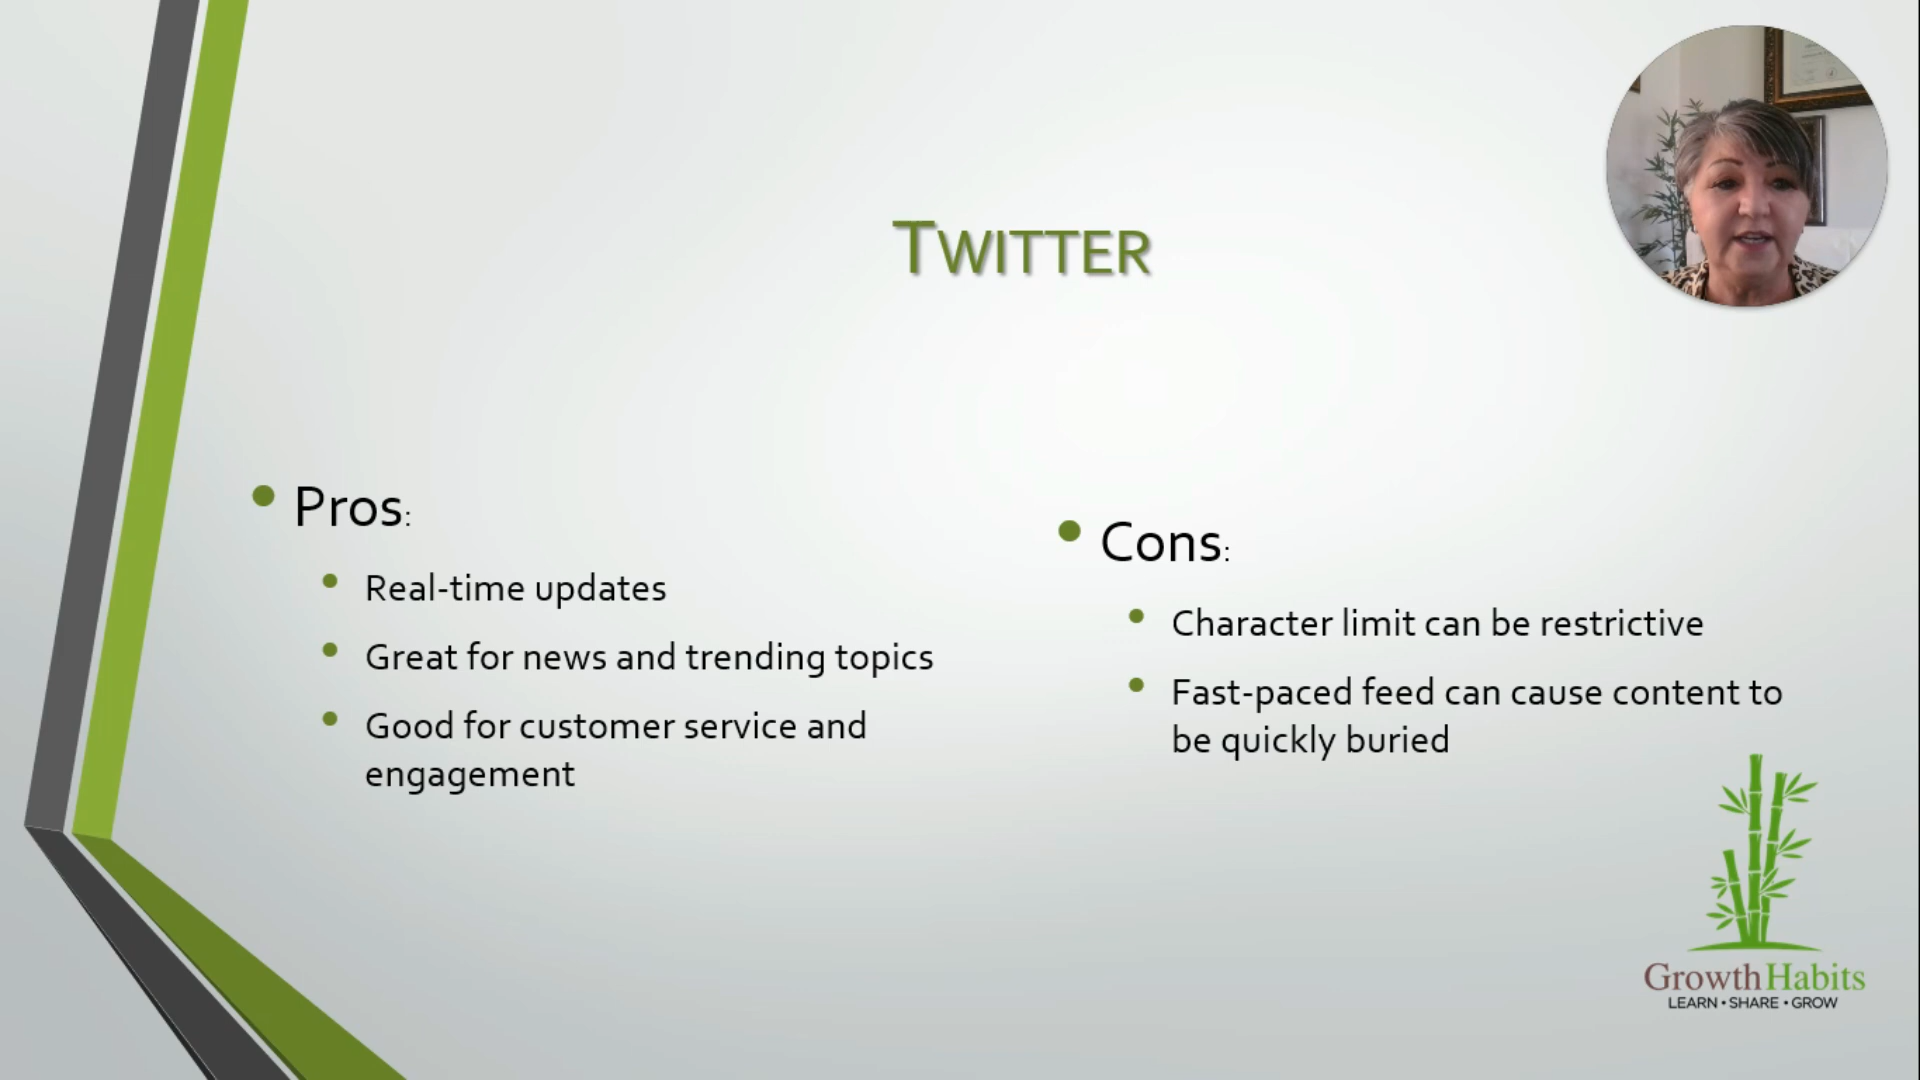 TWITTER
Pros:
Real-time updates
Great for news and trending topics
Good for customer service and
engagement
Cons:
Character limit can be restrictive
Fast-paced feed can cause content to
be quickly buried
Growth Habits
LEARN • SHARE • GROW